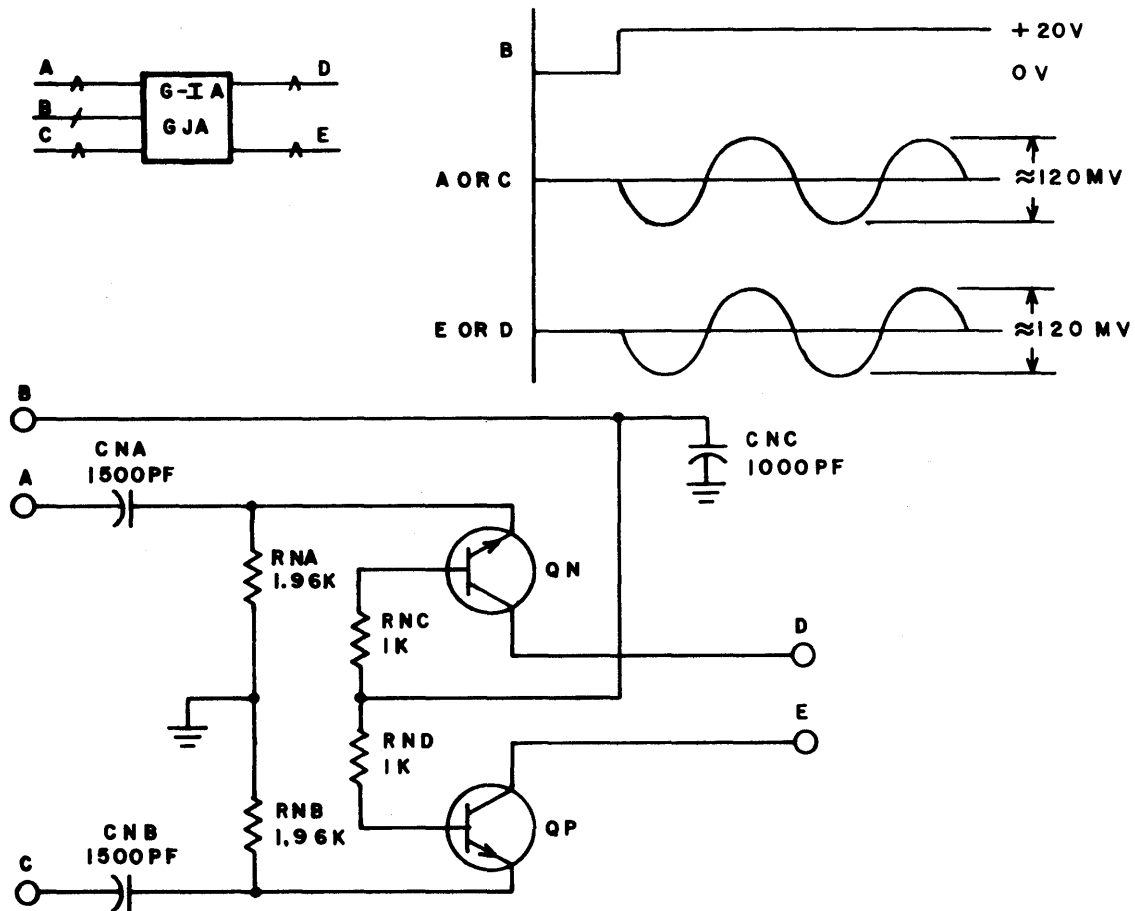 A
B
C
G-IA
GJA
D
E
B
+20V
0V
A OR C
≈120MV
E OR D
≈120 MV
B
CNA
1500PF
A
CNC
1000PF
RNA
1.96K
QN
RNC
1K
D
E
RND
1K
RNB
1.96K
QP
CNB
1500PF
C